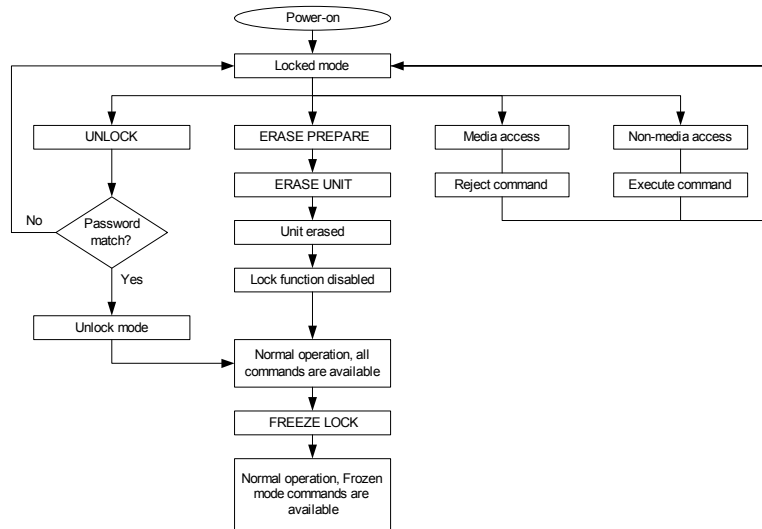 Power-on
Locked mode
UNLOCK
ERASE PREPARE
Media access
Non-media access
ERASE UNIT
Reject command
Execute command
No
Password
match?
Unit erased
Yes
Lock function disabled
Unlock mode
Normal operation, all
commands are available
FREEZE LOCK
Normal operation, Frozen
mode commands are
available